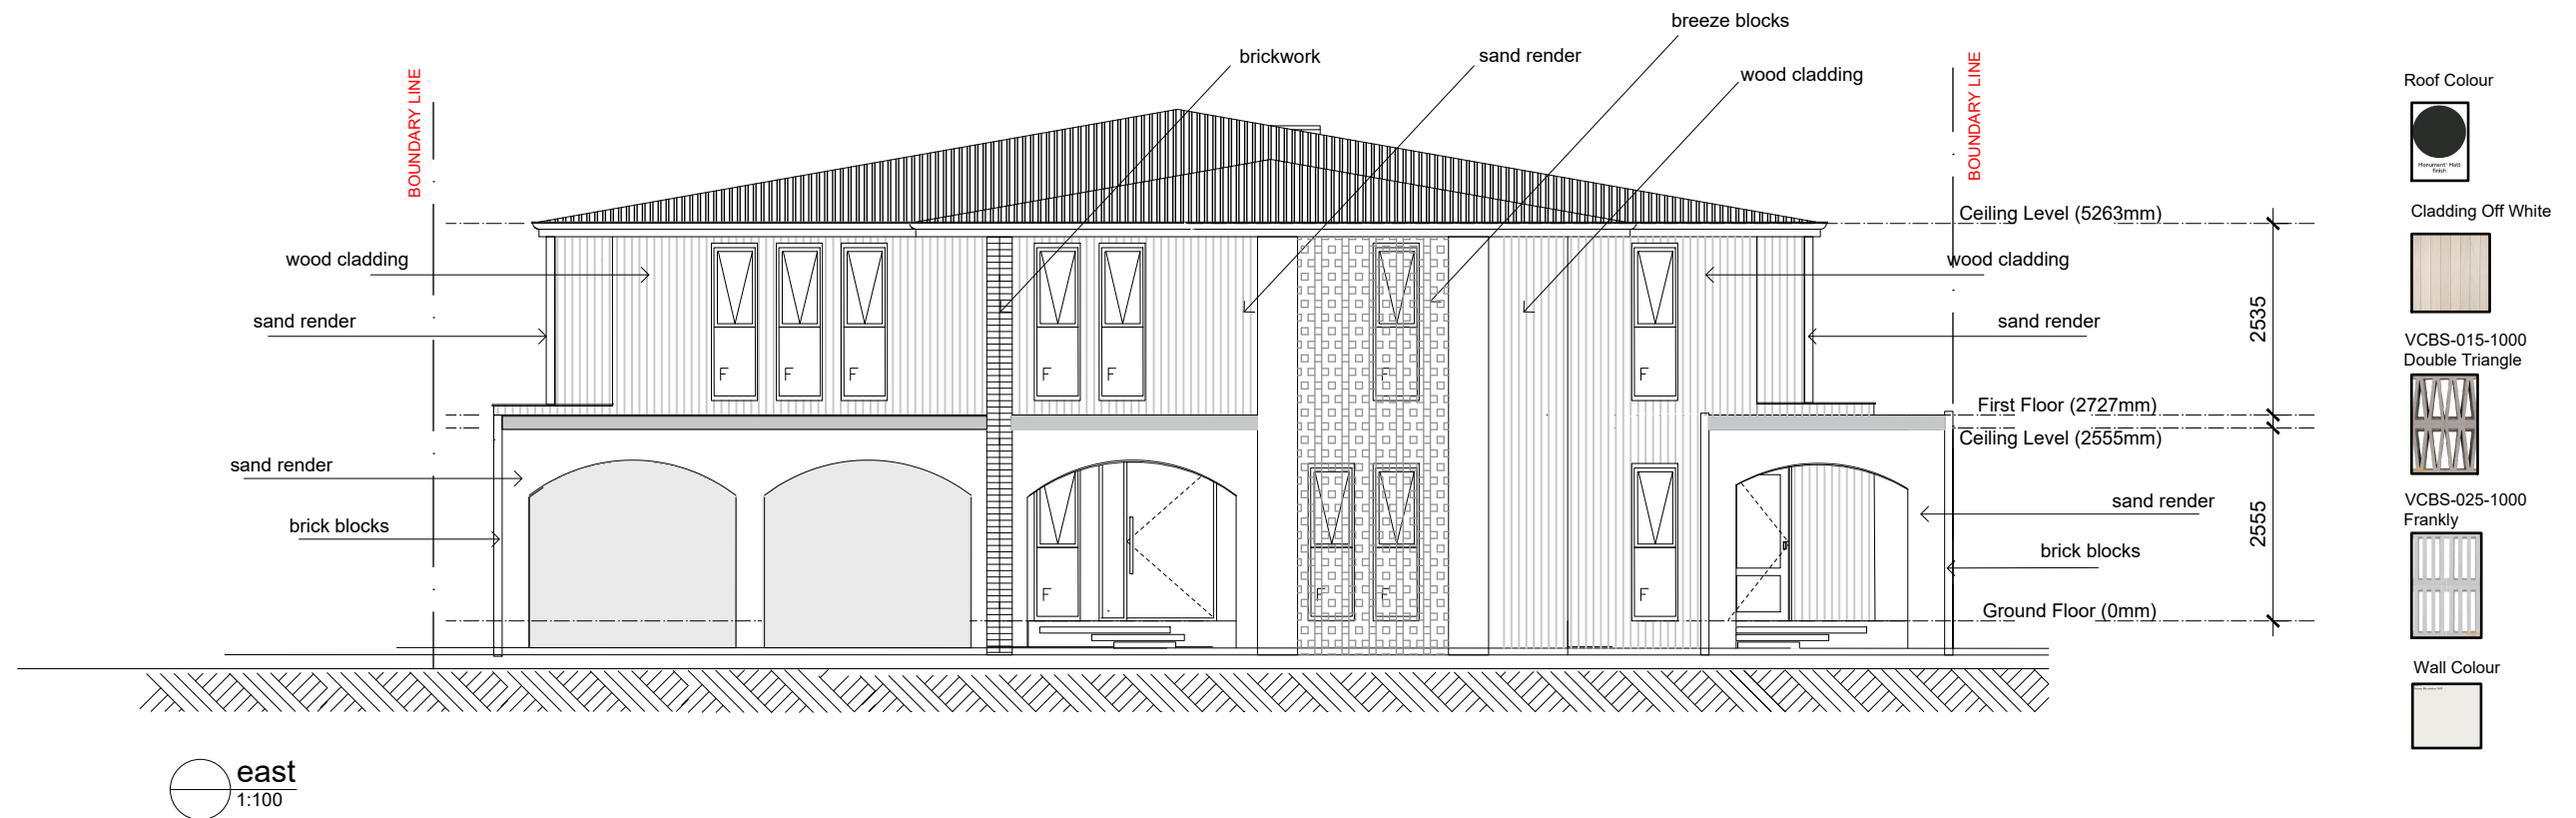 breeze blocks
brickwork
sand render
wood cladding
BOUNDARY LINE
BOUNDARY LINE
Roof Colour
Monument® Matt
finish
Ceiling Level (5263mm)
Cladding Off White
wood cladding
wood cladding
sand render
sand render
2535
VCBS-015-1000
Double Triangle
F
F
F
F
F
F
F
First Floor (2727mm)
Ceiling Level (2555mm)
sand render
sand render
VCBS-025-1000
Frankly
brick blocks
brick blocks
2555
F
F
F
F
Ground Floor (0mm)
Wall Colour
east
1:100